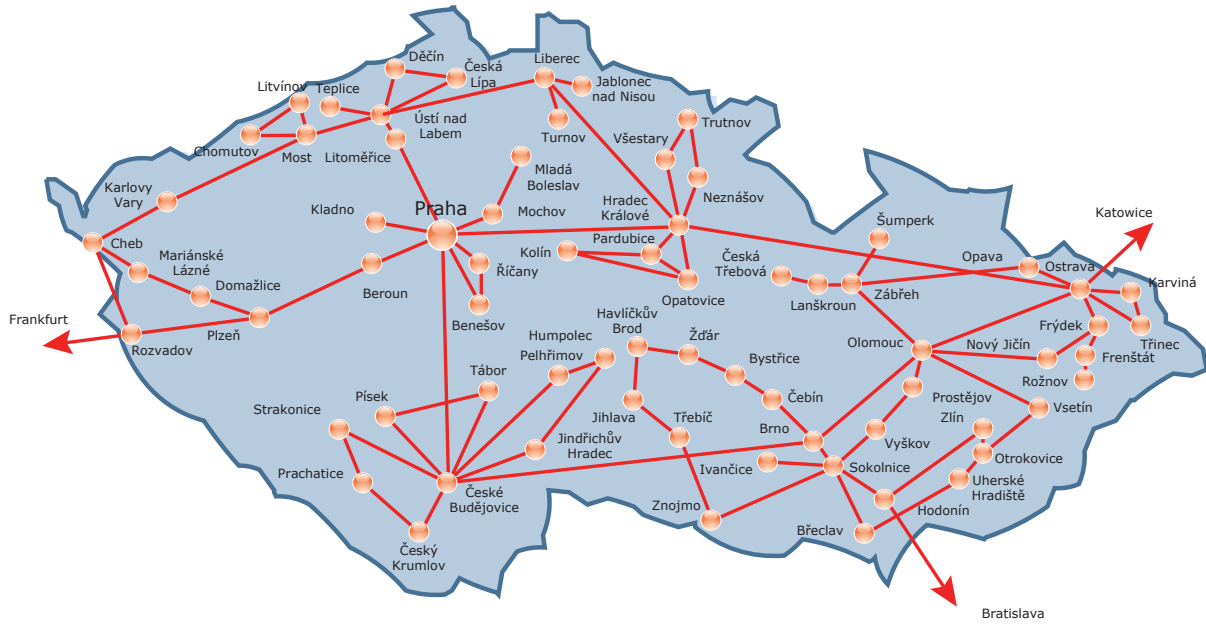 Děčín
Česká
Lípa
Liberec
Litvínov
Teplice
Jablonec
nad Nisou
Ústí nad
Labem
Trutnov
Turnov
Všestary
Chomutov
Most
Litoměřice
Mladá
Boleslav
Karlovy
Vary
Neznášov
Kladno
Praha
Mochov
Hradec
Králové
Katowice
Šumperk
Cheb
Mariánské
Lázné
Kolín
Pardubice
Česká
Třebová
Opava
Ostrava
Říčany
Karviná
Domažlice
Beroun
Opatovice
Lanškroun
Zábřeh
Benešov
Frankfurt
Havlíčkův
Brod
Frýdek
Rozvadov
Plzeň
Humpolec
Žďár
Olomouc
Nový Jičín
Třinec
Pelhřimov
Bystřice
Frenštát
Tábor
Rožnov
Písek
Čebín
Prostějov
Vsetín
Strakonice
Jihlava
Třebíč
Zlín
Brno
Jindřichův
Hradec
Vyškov
Prachatice
Ivančice
Sokolnice
Otrokovice
České
Budějovice
Uherské
Hradiště
Znojmo
Hodonín
Břeclav
Český
Krumlov
Bratislava